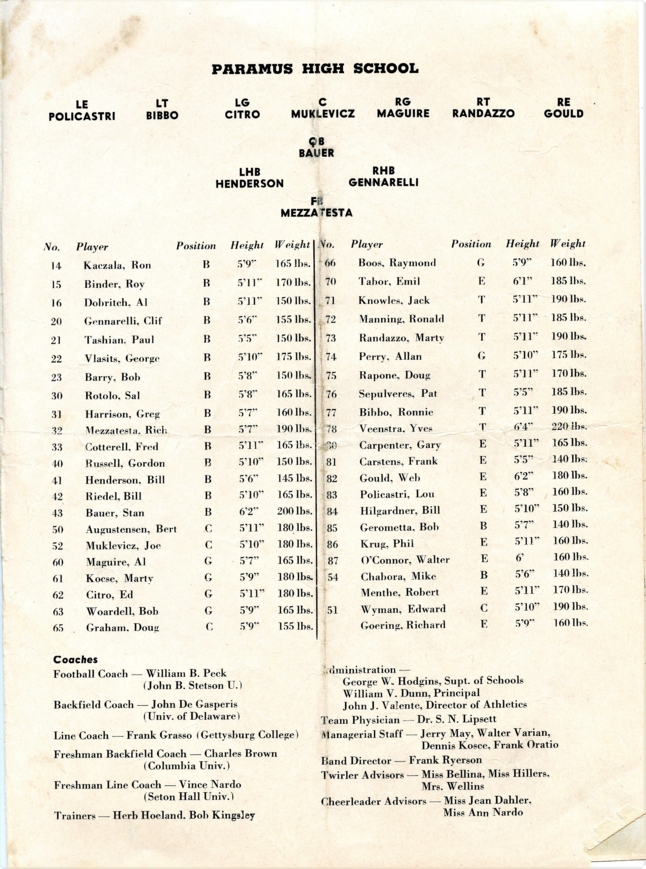 PARAMUS HIGH SCHOOL
LE LT LG C RG RT RE
POLICASTRI BIBBO CITRO MUKLEVICZ MAGUIRE RANDAZZO GOULD
QB
BAUER
LHB RHB
HENDERSON GENNARELLI
FB
MEZZATESTA
No. Player Position Height Weight
14 Kaczala, Ron B 5'9" 165 lbs.
15 Binder, Roy B 5'11" 170 lbs.
16 Dobritch, Al B 5'11" 150 lbs.
20 Gennarelli, Clif B 5'6" 155 lbs.
21 Tashian, Paul B 5'5" 150 lbs.
22 Vlasits, George B 5'10" 175 lbs.
23 Barry, Bob B 5'8" 150 lbs.
30 Rotolo, Sal B 5'8" 165 lbs.
31 Harrison, Greg B 5'7" 160 lbs.
32 Mezzatesta, Rich B 5'7" 190 lbs.
33 Cotterell, Fred B 5'11" 165 lbs.
40 Russell, Gordon B 5'10" 150 lbs.
41 Henderson, Bill B 5'6" 145 lbs.
42 Riedel, Bill B 5'10" 165 lbs.
43 Bauer, Stan B 6'2" 200 lbs.
50 Augustensen, Bert C 5'11" 180 lbs.
52 Muklevicz, Joe C 5'10" 180 lbs.
60 Maguire, Al G 5'7" 165 lbs.
61 Kocse, Marty G 5'9" 180 lbs.
62 Citro, Ed G 5'11" 180 lbs.
63 Woardell, Bob G 5'9" 165 lbs.
65 Graham, Doug C 5'9" 155 lbs.
No. Player Position Height Weight
66 Boos, Raymond G 5'9" 160 lbs.
70 Tabor, Emil E 6'1" 185 lbs.
71 Knowles, Jack T 5'11" 190 lbs.
72 Manning, Ronald T 5'11" 185 lbs.
73 Randazzo, Marty T 5'11" 190 lbs.
74 Perry, Allan G 5'10" 175 lbs.
75 Rapone, Doug T 5'11" 170 lbs.
76 Sepulveres, Pat T 5'5" 185 lbs.
77 Bibbo, Ronnie T 5'11" 190 lbs.
78 Veenstra, Yves T 6'4" 220 lbs.
80 Carpenter, Gary E 5'11" 165 lbs.
81 Carstens, Frank E 5'5" 140 lbs.
82 Gould, Web E 6'2" 180 lbs.
83 Policastri, Lou E 5'8" 160 lbs.
84 Hilgardner, Bill E 5'10" 150 lbs.
85 Gerometta, Bob B 5'7" 140 lbs.
86 Krug, Phil E 5'11" 160 lbs.
87 O'Connor, Walter E 6' 160 lbs.
54 Chabora, Mike B 5'6" 140 lbs.
Menthe, Robert E 5'11" 170 lbs.
51 Wyman, Edward C 5'10" 190 lbs.
Goering, Richard E 5'9" 160 lbs.
Coaches
Football Coach — William B. Peck
(John B. Stetson U.)
Backfield Coach — John De Gasperis
(Univ. of Delaware)
Line Coach — Frank Grasso (Gettysburg College)
Freshman Backfield Coach — Charles Brown
(Columbia Univ.)
Freshman Line Coach — Vince Nardo
(Seton Hall Univ.)
Trainers — Herb Hoeland, Bob Kingsley
Administration —
George W. Hodgins, Supt. of Schools
William V. Dunn, Principal
John J. Valente, Director of Athletics
Team Physician — Dr. S. N. Lipsett
Managerial Staff — Jerry May, Walter Varian,
Dennis Kosce, Frank Oratio
Band Director — Frank Ryerson
Twirler Advisors — Miss Bellina, Miss Hillers,
Mrs. Wellins
Cheerleader Advisors — Miss Jean Dahler,
Miss Ann Nardo